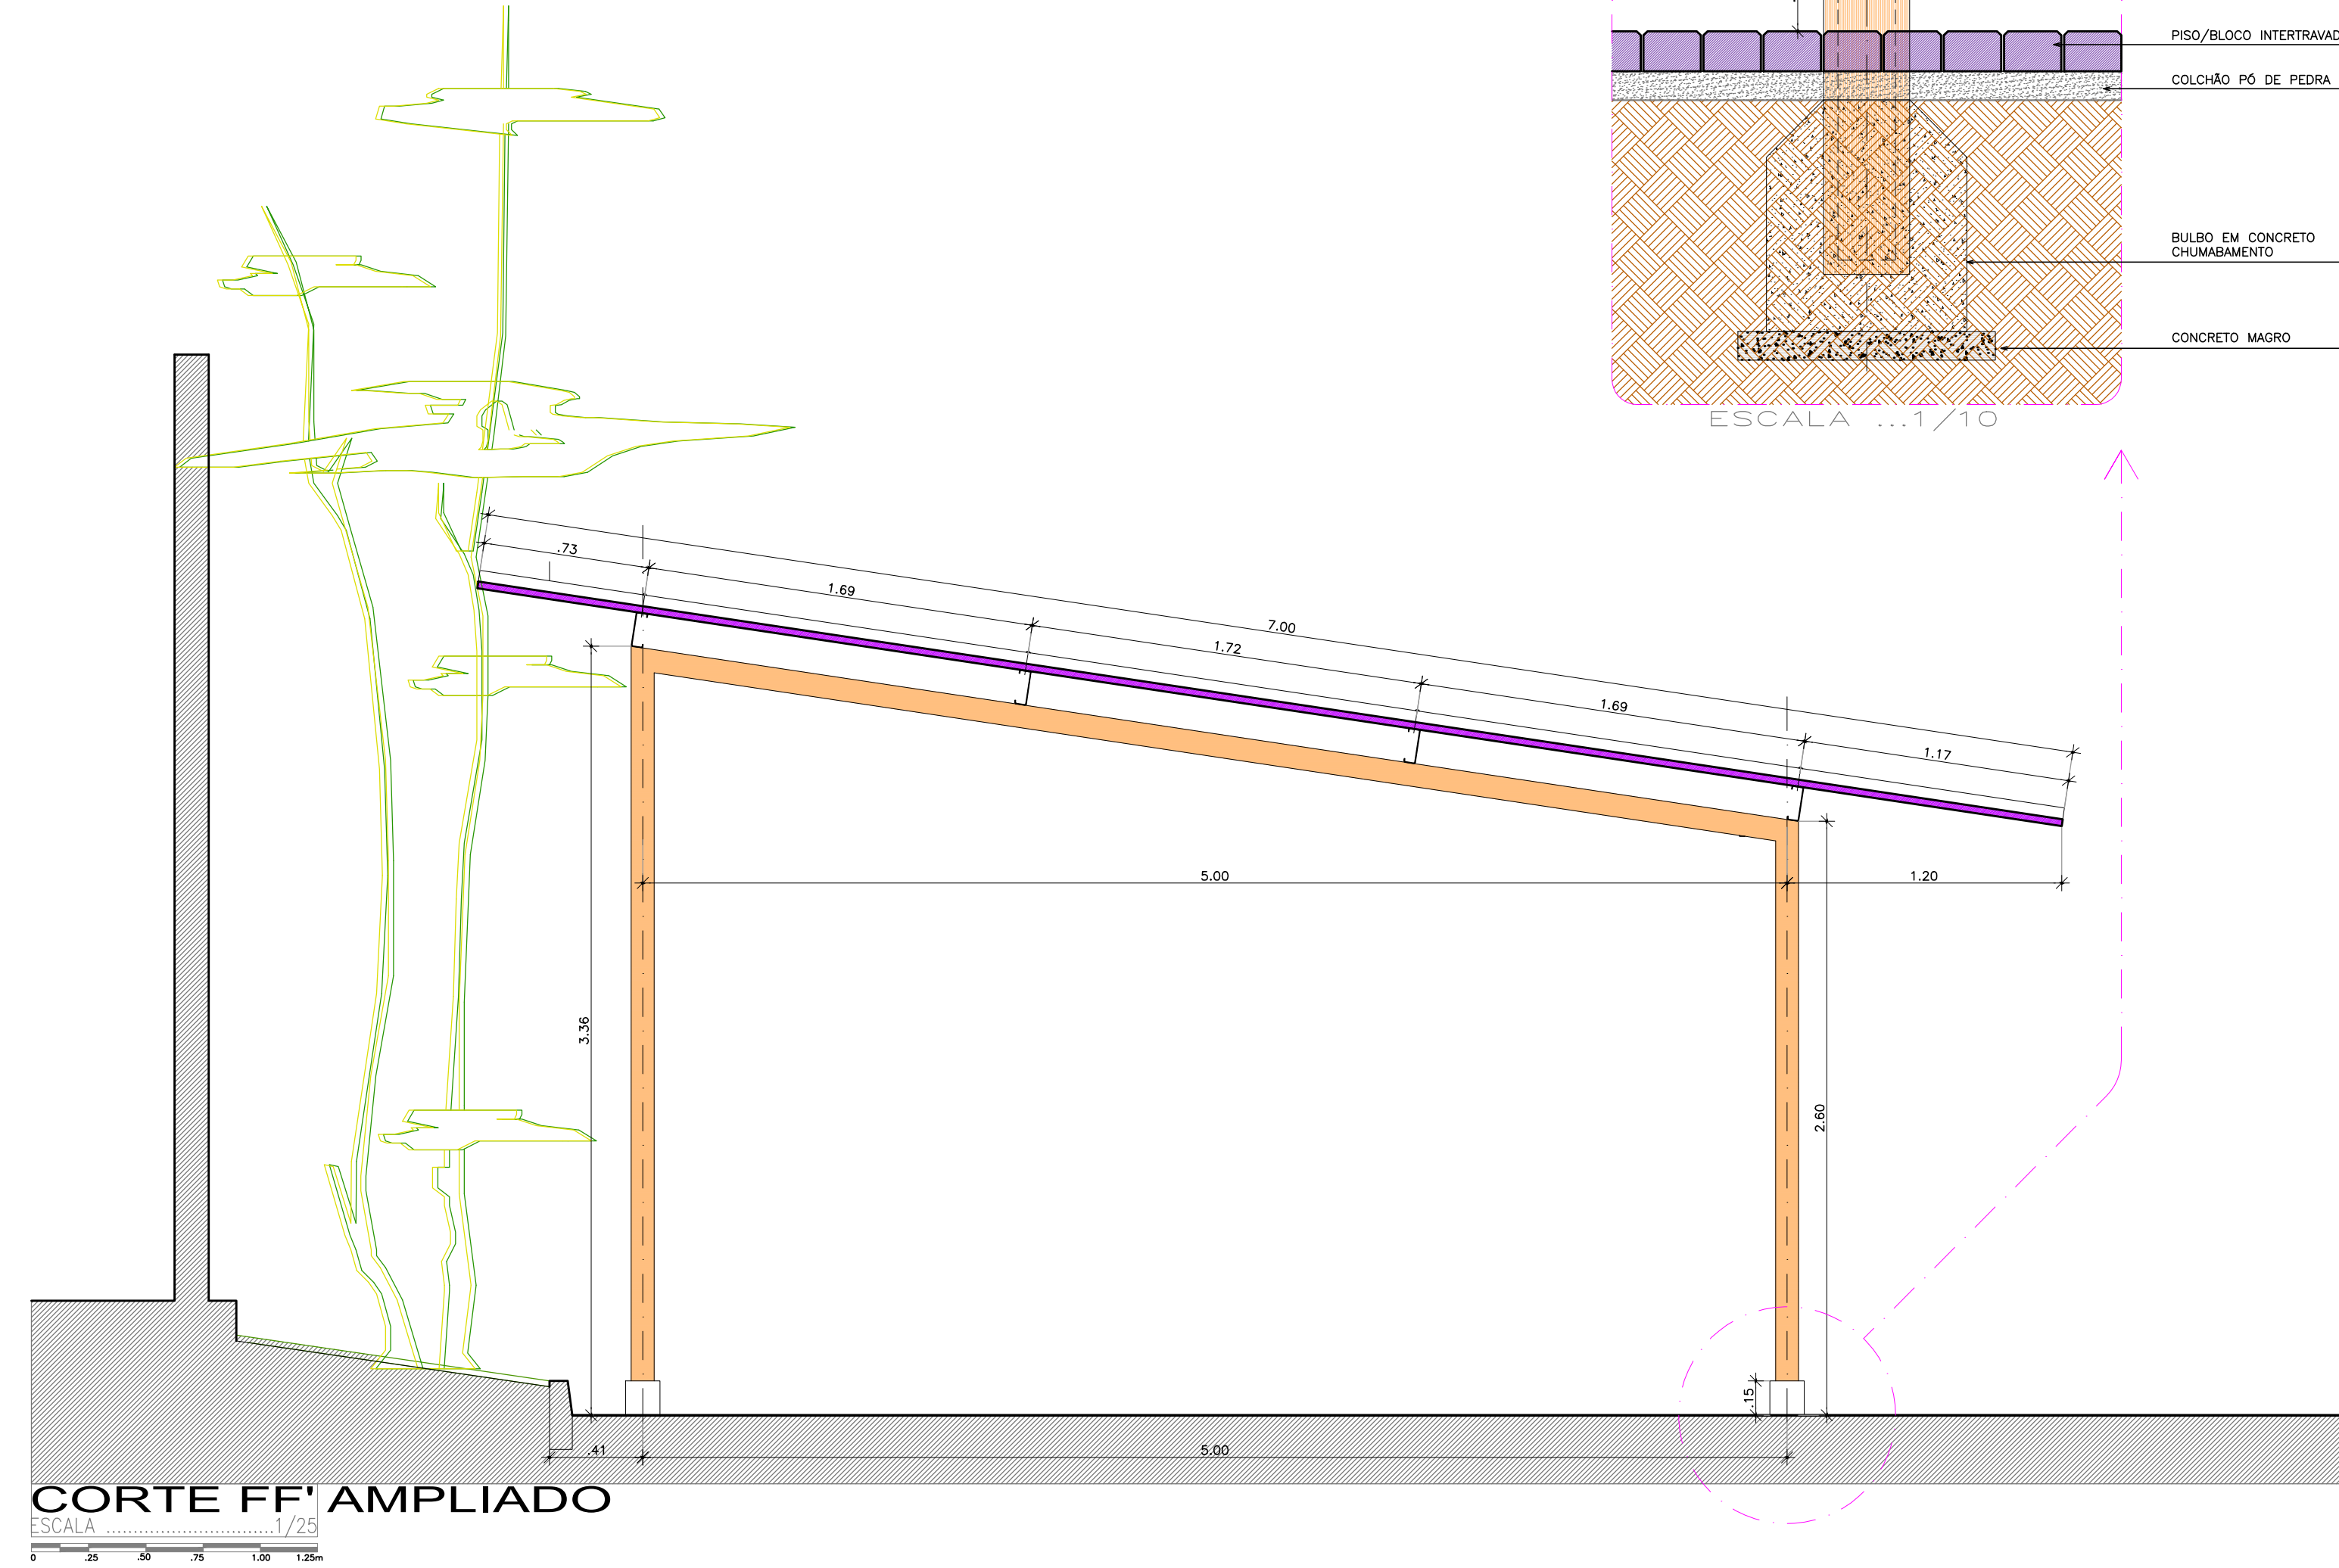 PISO/BLOCO INTERTRAVAD
COLCHÃO PÓ DE PEDRA
BULBO EM CONCRETO
CHUMABAMENTO
CONCRETO MAGRO
ESCALA ...1/10
.73
1.69
7.00
1.72
1.69
1.17
5.00
1.20
3.36
2.60
.15
.41
5.00
CORTE FF' AMPLIADO
ESCALA ...............................1/25
0 .25 .50 .75 1.00 1.25m